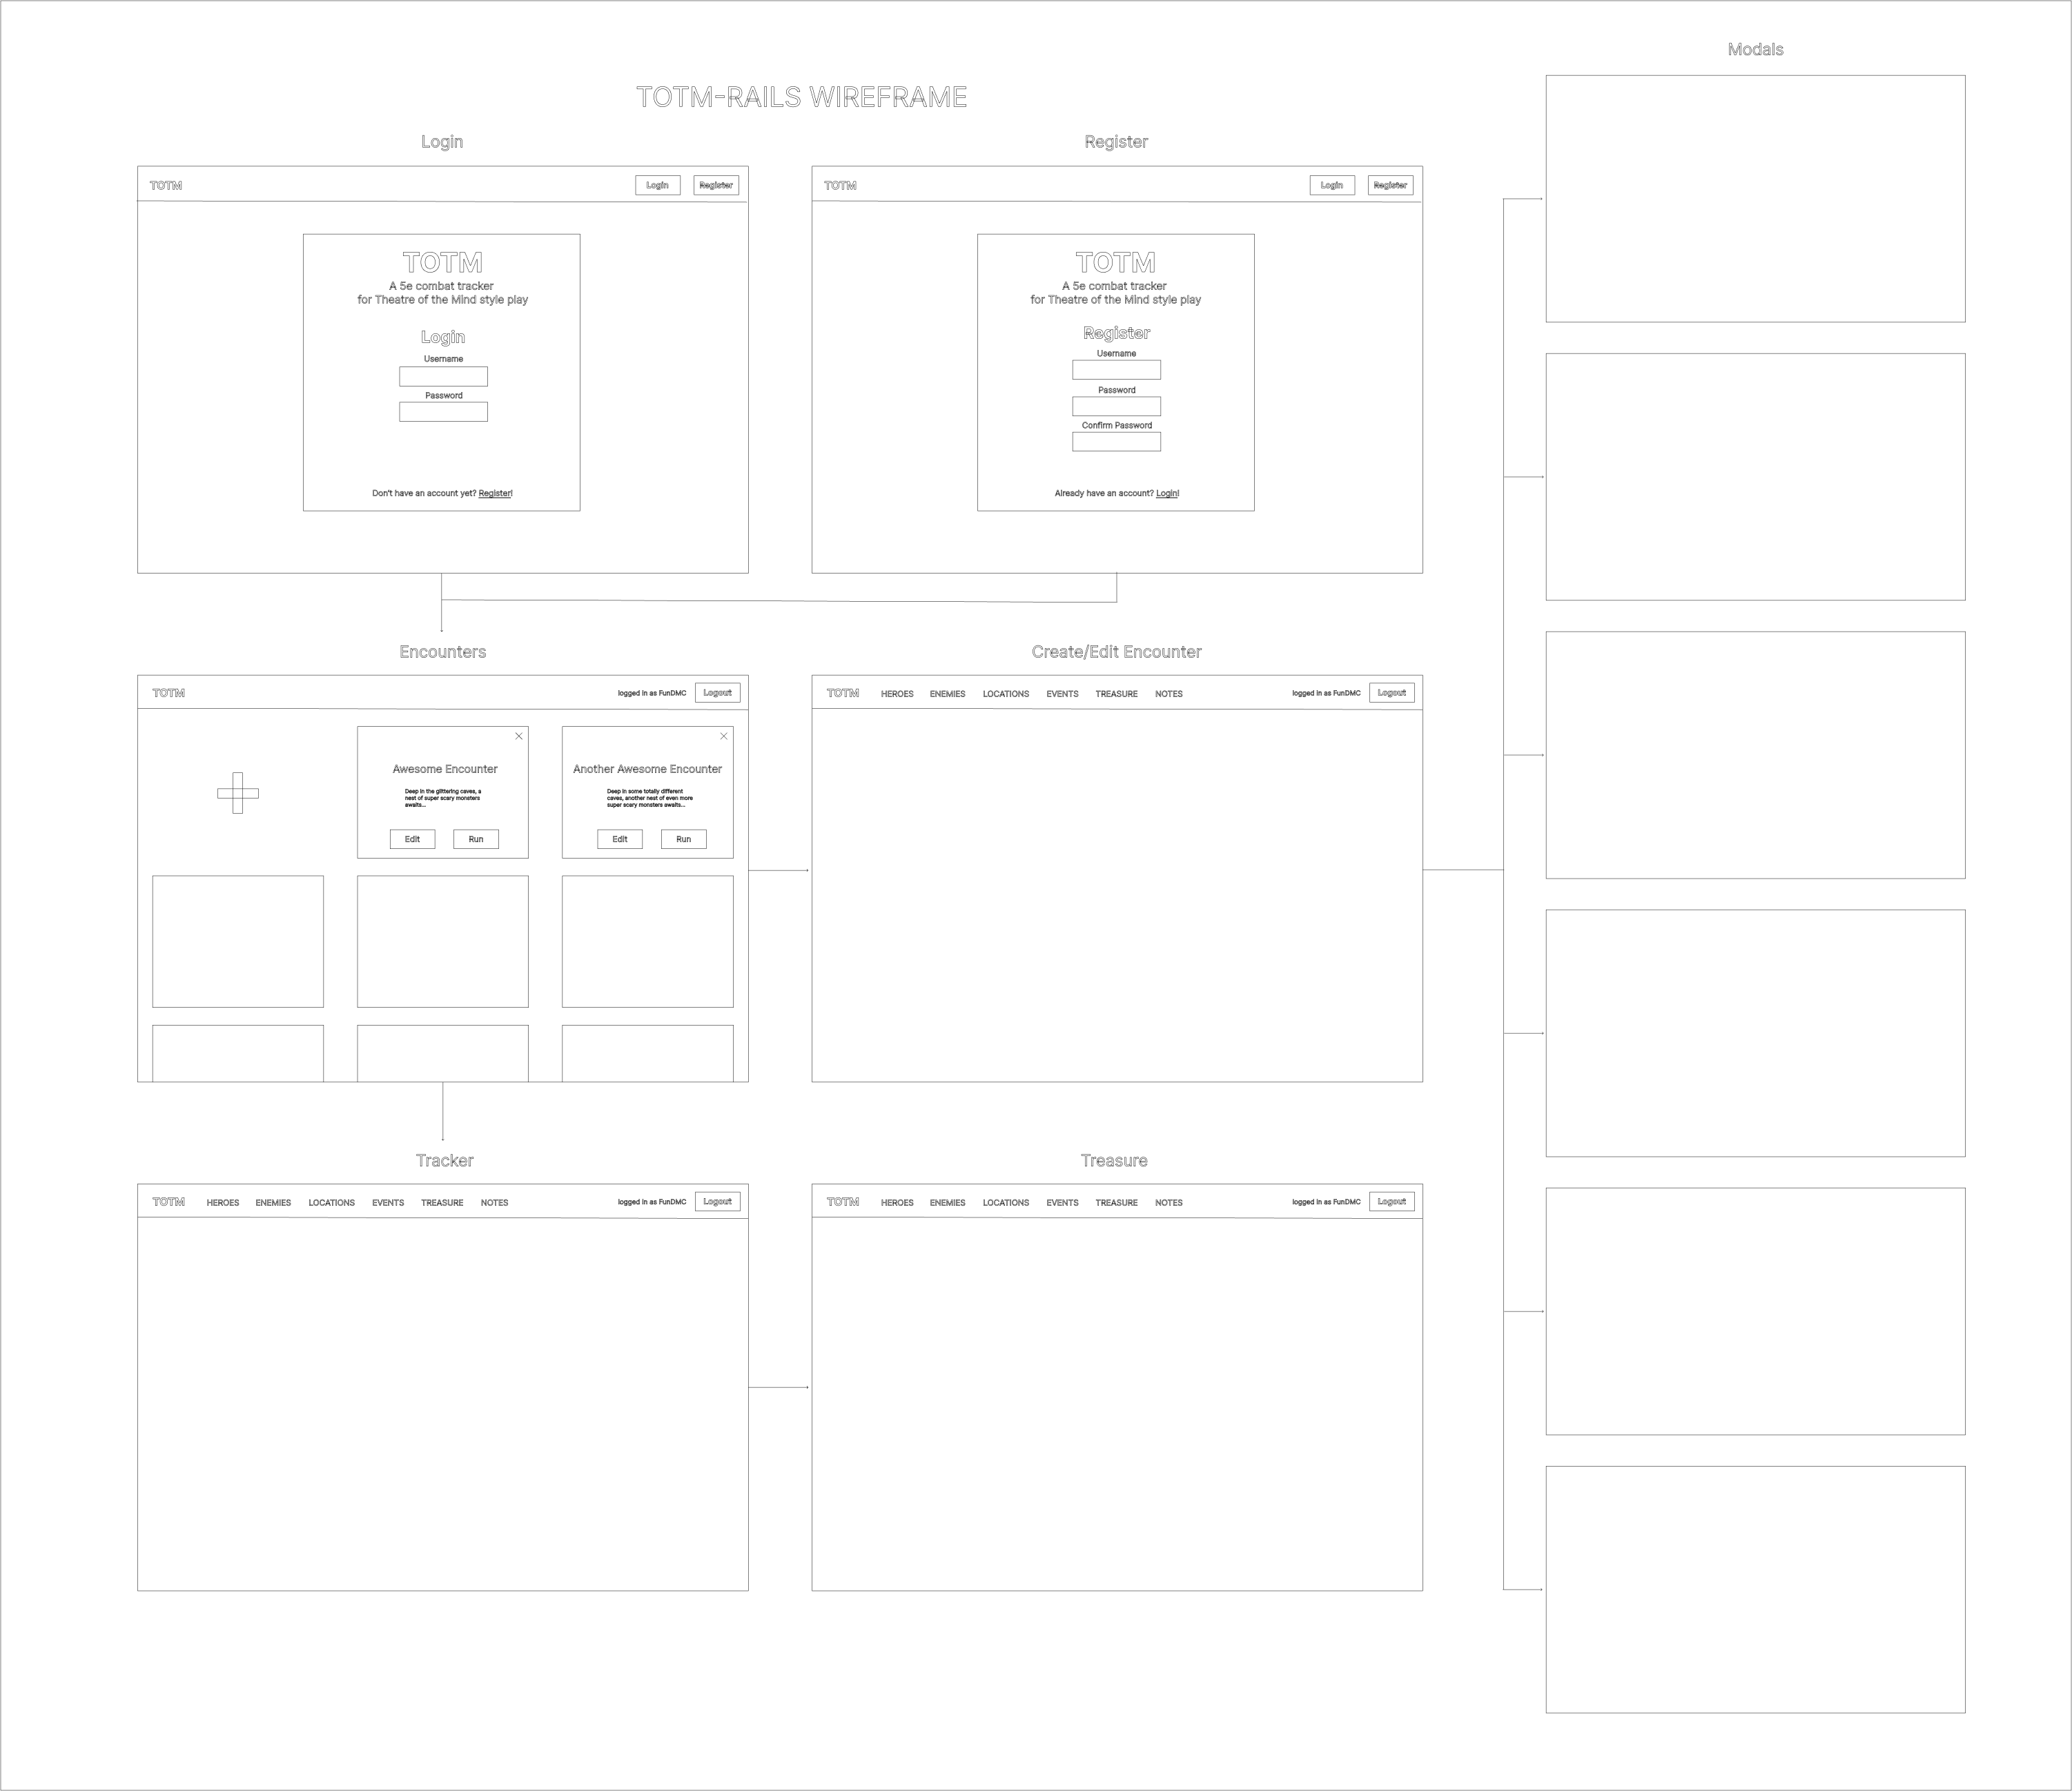 Modals
TOTM-RAILS WIREFRAME
Login
Register
TOTM
Login
Register
TOTM
Login
Register
TOTM
A 5e combat tracker
for Theatre of the Mind style play
Login
Username
Password
Don't have an account yet? Register!
TOTM
A 5e combat tracker
for Theatre of the Mind style play
Register
Username
Password
Confirm Password
Already have an account? Login!
Encounters
Create/Edit Encounter
TOTM
logged in as FunDMC
Logout
TOTM HEROES ENEMIES LOCATIONS EVENTS TREASURE NOTES
logged in as FunDMC
Logout
Awesome Encounter
Deep in the glittering caves, a
nest of super scary monsters
awaits...
Edit
Run
Another Awesome Encounter
Deep in some totally different
caves, another nest of even more
super scary monsters awaits...
Edit
Run
Tracker
Treasure
TOTM HEROES ENEMIES LOCATIONS EVENTS TREASURE NOTES
logged in as FunDMC
Logout
TOTM HEROES ENEMIES LOCATIONS EVENTS TREASURE NOTES
logged in as FunDMC
Logout